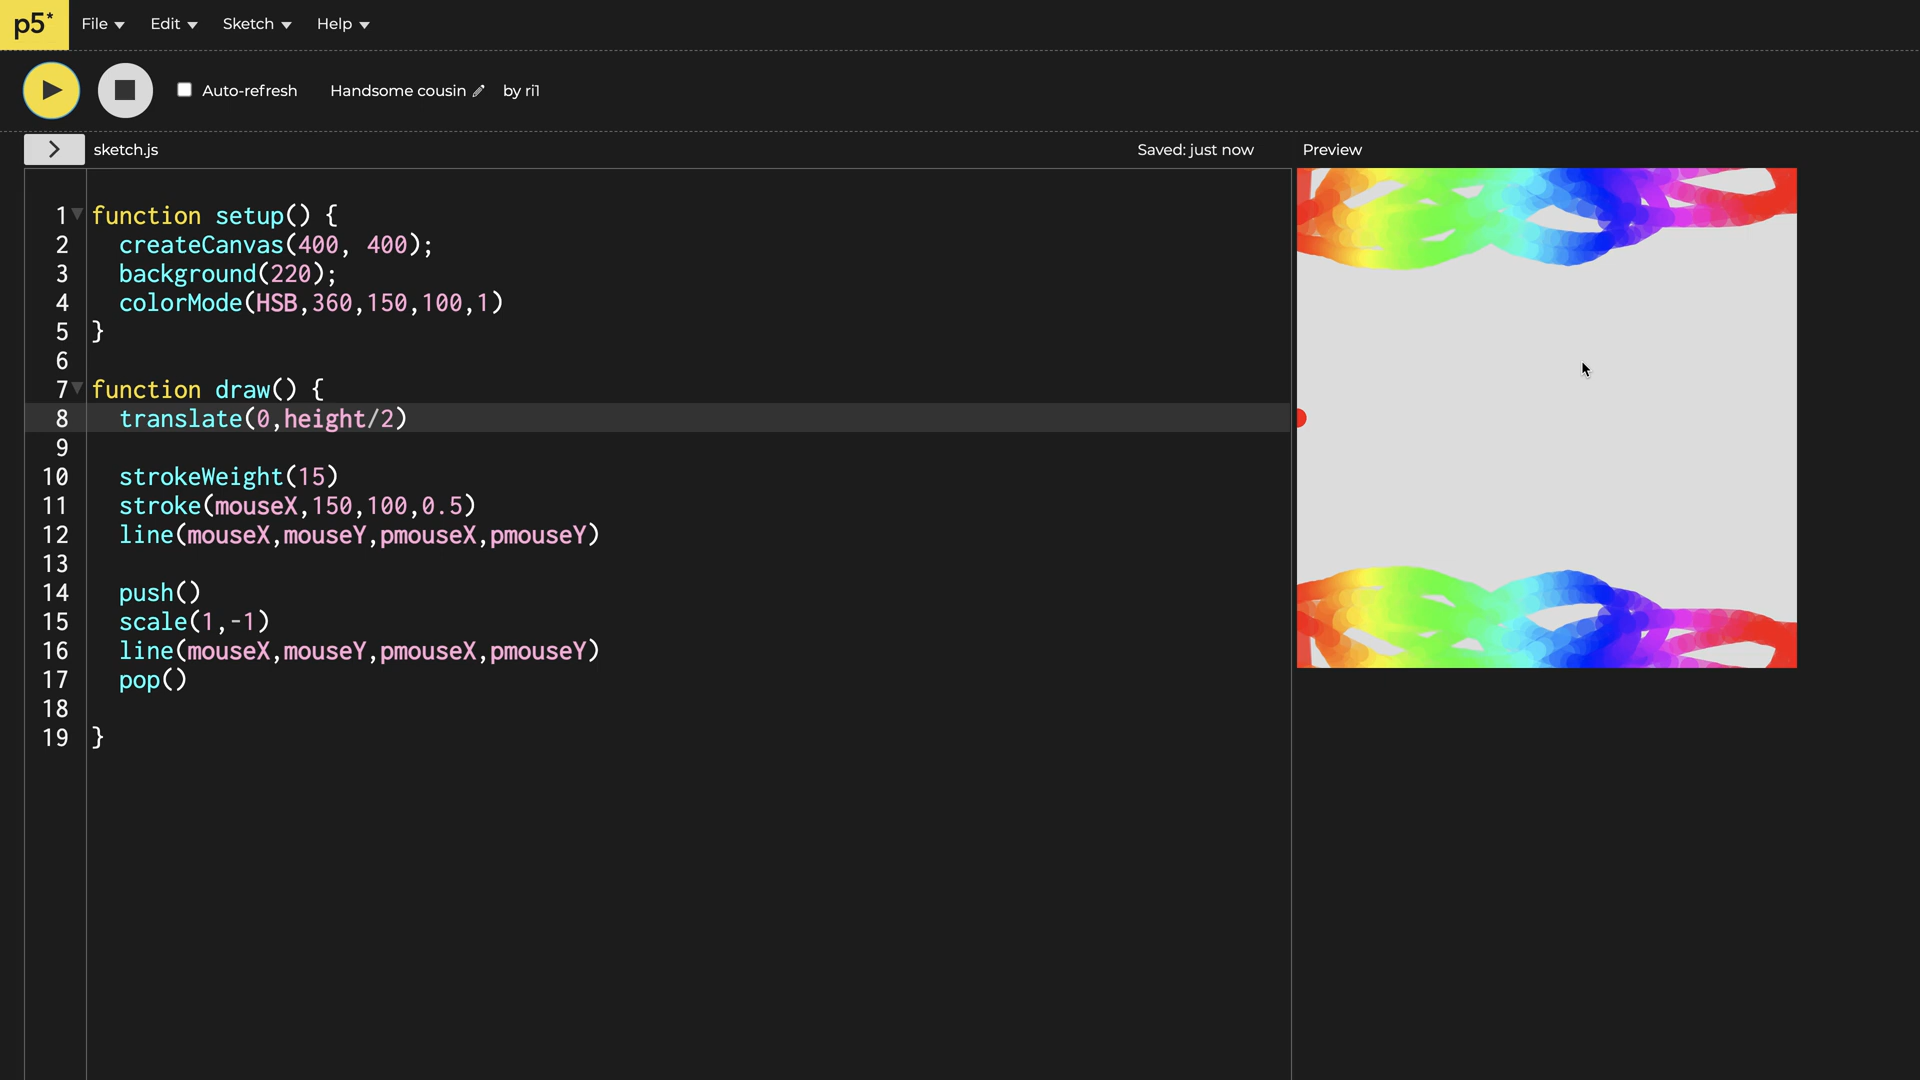 p5* File Edit Sketch Help
Auto-refresh Handsome cousin by ri1
> sketch.js Saved: just now Preview
1 function setup() {
2 createCanvas(400, 400);
3 background(220);
4 colorMode(HSB,360,150,100,1)
5 }
6
7 function draw() {
8 translate(0,height/2)
9
10 strokeWeight(15)
11 stroke(mouseX,150,100,0.5)
12 line(mouseX,mouseY,pmouseX,pmouseY)
13
14 push()
15 scale(1,-1)
16 line(mouseX,mouseY,pmouseX,pmouseY)
17 pop()
18
19 }